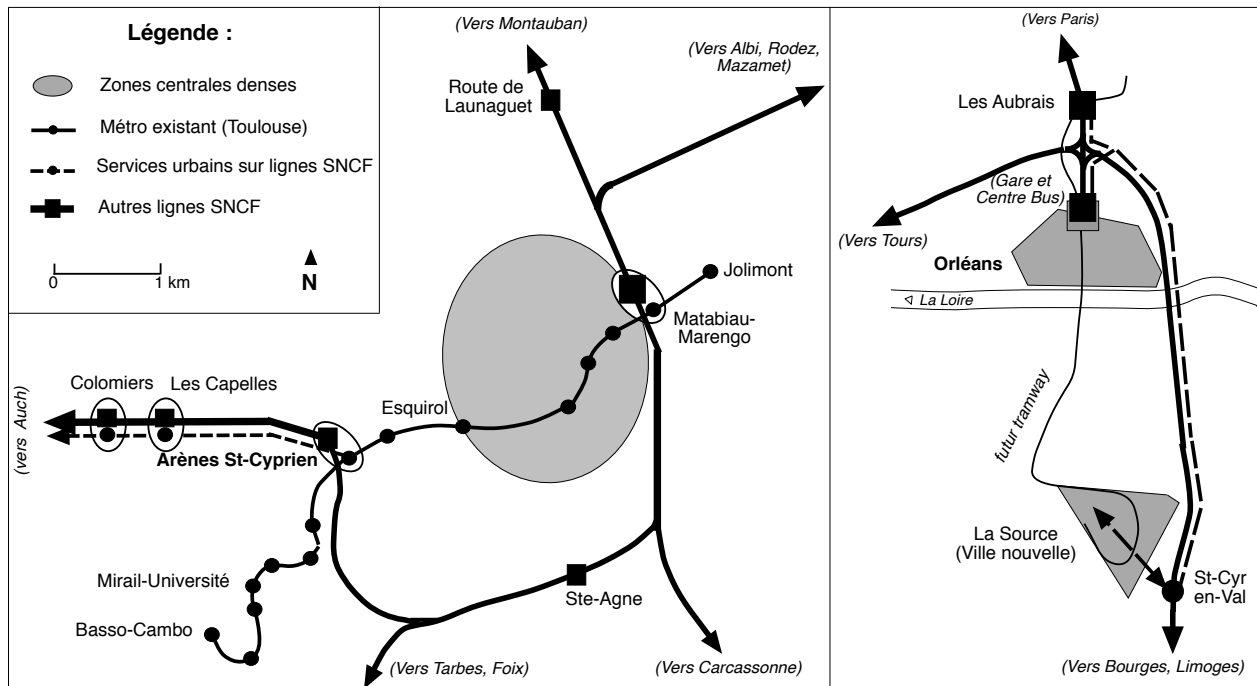 Légende :
Zones centrales denses
Métro existant (Toulouse)
Services urbains sur lignes SNCF
Autres lignes SNCF
0
1 km
N
(Vers Montauban)
(Vers Albi, Rodez,
Mazamet)
Route de
Launaguet
Jolimont
Matabiau-
Marengo
Colomiers
Les Capelles
Esquirol
(vers Auch)
Arènes St-Cyprien
Mirail-Université
Basso-Cambo
Ste-Agne
(Vers Tarbes, Foix)
(Vers Carcassonne)
(Vers Paris)
Les Aubrais
(Gare et
Centre Bus)
(Vers Tours)
Orléans
La Loire
futur tramway
La Source
(Ville nouvelle)
St-Cyr
en-Val
(Vers Bourges, Limoges)